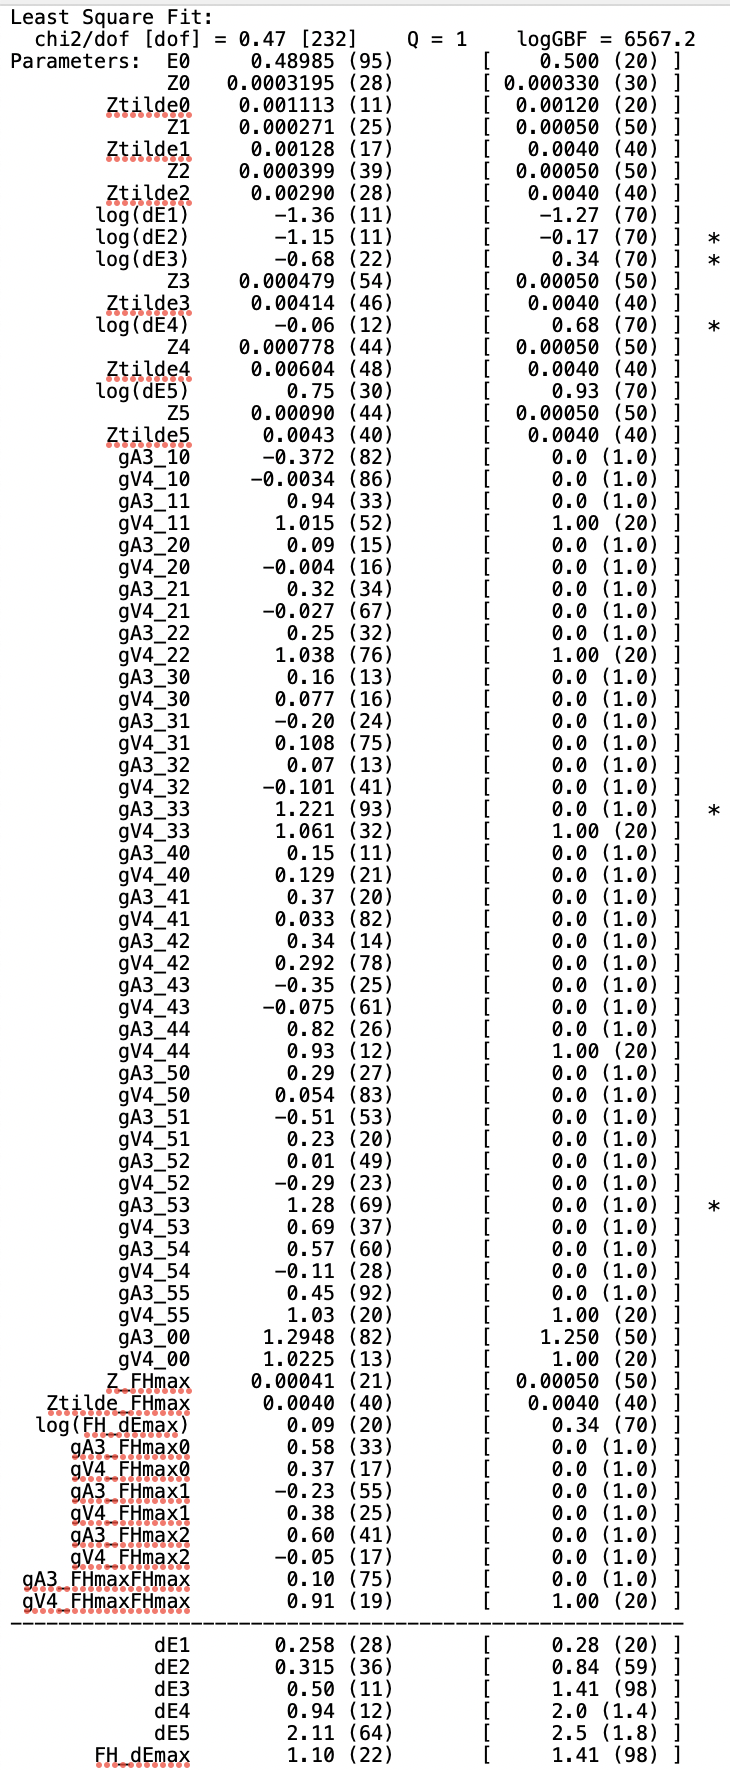 Least Square Fit:
chi2/dof [dof] = 0.47 [232]    Q = 1    logGBF = 6567.2
Parameters:  E0    0.48985 (95)    [    0.500 (20) ]
Z0    0.0003195 (28)    [ 0.000330 (30) ]
Ztilde0    0.001113 (11)    [ 0.00120 (20) ]
Z1    0.000271 (25)    [ 0.00050 (50) ]
Ztilde1    0.00128 (17)    [ 0.0040 (40) ]
Z2    0.000399 (39)    [ 0.00050 (50) ]
Ztilde2    0.00290 (28)    [ 0.0040 (40) ]
log(dE1)    -1.36 (11)    [ -1.27 (70) ]
log(dE2)    -1.15 (11)    [ -0.17 (70) ]  *
log(dE3)    -0.68 (22)    [ 0.34 (70) ]  *
Z3    0.000479 (54)    [ 0.00050 (50) ]
Ztilde3    0.00414 (46)    [ 0.0040 (40) ]
log(dE4)    -0.06 (12)    [ 0.68 (70) ]  *
Z4    0.000778 (44)    [ 0.00050 (50) ]
Ztilde4    0.00604 (48)    [ 0.0040 (40) ]
log(dE5)    0.75 (30)    [ 0.93 (70) ]
Z5    0.00090 (44)    [ 0.00050 (50) ]
Ztilde5    0.0043 (40)    [ 0.0040 (40) ]
gA3_10    -0.372 (82)    [ 0.0 (1.0) ]
gV4_10    -0.0034 (86)    [ 0.0 (1.0) ]
gA3_11    0.94 (33)    [ 0.0 (1.0) ]
gV4_11    1.015 (52)    [ 1.00 (20) ]
gA3_20    0.09 (15)    [ 0.0 (1.0) ]
gV4_20    -0.004 (16)    [ 0.0 (1.0) ]
gA3_21    0.32 (34)    [ 0.0 (1.0) ]
gV4_21    -0.027 (67)    [ 0.0 (1.0) ]
gA3_22    0.25 (32)    [ 0.0 (1.0) ]
gV4_22    1.038 (76)    [ 1.00 (20) ]
gA3_30    0.16 (13)    [ 0.0 (1.0) ]
gV4_30    0.077 (16)    [ 0.0 (1.0) ]
gA3_31    -0.20 (24)    [ 0.0 (1.0) ]
gV4_31    0.108 (75)    [ 0.0 (1.0) ]
gA3_32    0.07 (13)    [ 0.0 (1.0) ]
gV4_32    -0.101 (41)    [ 0.0 (1.0) ]
gA3_33    1.221 (93)    [ 0.0 (1.0) ]  *
gV4_33    1.061 (32)    [ 1.00 (20) ]
gA3_40    0.15 (11)    [ 0.0 (1.0) ]
gV4_40    0.129 (21)    [ 0.0 (1.0) ]
gA3_41    0.37 (20)    [ 0.0 (1.0) ]
gV4_41    0.033 (82)    [ 0.0 (1.0) ]
gA3_42    0.34 (14)    [ 0.0 (1.0) ]
gV4_42    0.292 (78)    [ 0.0 (1.0) ]
gA3_43    -0.35 (25)    [ 0.0 (1.0) ]
gV4_43    -0.075 (61)    [ 0.0 (1.0) ]
gA3_44    0.82 (26)    [ 0.0 (1.0) ]
gV4_44    0.93 (12)    [ 1.00 (20) ]
gA3_50    0.29 (27)    [ 0.0 (1.0) ]
gV4_50    0.054 (83)    [ 0.0 (1.0) ]
gA3_51    -0.51 (53)    [ 0.0 (1.0) ]
gV4_51    0.23 (20)    [ 0.0 (1.0) ]
gA3_52    0.01 (49)    [ 0.0 (1.0) ]
gV4_52    -0.29 (23)    [ 0.0 (1.0) ]
gA3_53    1.28 (69)    [ 0.0 (1.0) ]  *
gV4_53    0.69 (37)    [ 0.0 (1.0) ]
gA3_54    0.57 (60)    [ 0.0 (1.0) ]
gV4_54    -0.11 (28)    [ 0.0 (1.0) ]
gA3_55    0.45 (92)    [ 0.0 (1.0) ]
gV4_55    1.03 (20)    [ 1.00 (20) ]
gA3_00    1.2948 (82)    [ 1.250 (50) ]
gV4_00    1.0225 (13)    [ 1.00 (20) ]
Z_FHmax    0.00041 (21)    [ 0.00050 (50) ]
Ztilde_FHmax    0.0040 (40)    [ 0.0040 (40) ]
log(FH_dEmax)    0.09 (20)    [ 0.34 (70) ]
gA3_FHmax0    0.58 (33)    [ 0.0 (1.0) ]
gV4_FHmax0    0.37 (17)    [ 0.0 (1.0) ]
gA3_FHmax1    -0.23 (55)    [ 0.0 (1.0) ]
gV4_FHmax1    0.38 (25)    [ 0.0 (1.0) ]
gA3_FHmax2    0.60 (41)    [ 0.0 (1.0) ]
gV4_FHmax2    -0.05 (17)    [ 0.0 (1.0) ]
gA3_FHmaxFHmax    0.10 (75)    [ 0.0 (1.0) ]
gV4_FHmaxFHmax    0.91 (19)    [ 1.00 (20) ]
---------------------------------------------------------
dE1    0.258 (28)    [ 0.28 (20) ]
dE2    0.315 (36)    [ 0.84 (59) ]
dE3    0.50 (11)    [ 1.41 (98) ]
dE4    0.94 (12)    [ 2.0 (1.4) ]
dE5    2.11 (64)    [ 2.5 (1.8) ]
FH_dEmax    1.10 (22)    [ 1.41 (98) ]